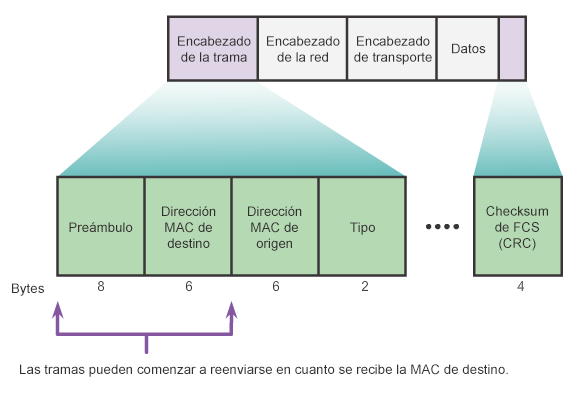 Encabezado
de la trama
Encabezado
de la red
Encabezado
de transporte
Datos
Preámbulo
Dirección
MAC de
destino
Dirección
MAC de
origen
Tipo
Checksum
de FCS
(CRC)
Bytes 8 6 6 2 4
Las tramas pueden comenzar a reenviarse en cuanto se recibe la MAC de destino.